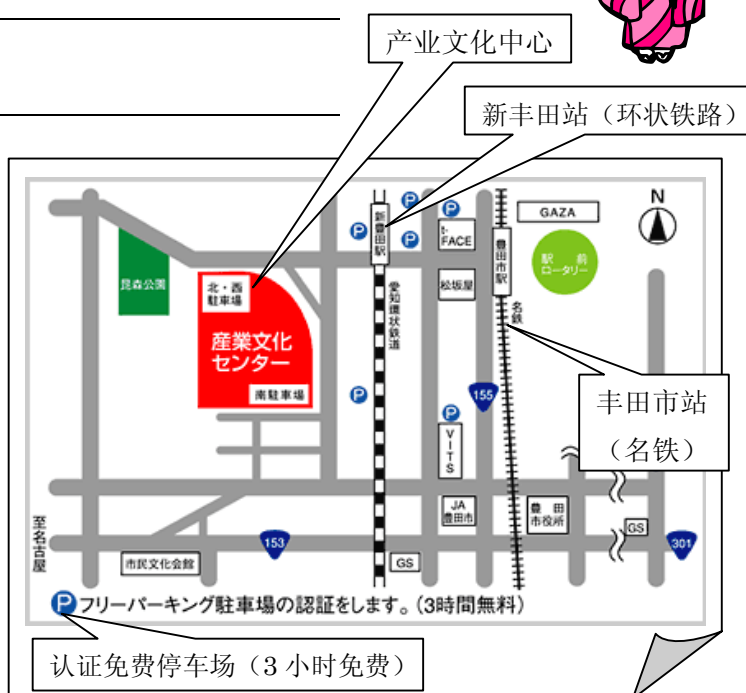 产业文化中心
新丰田站（环状铁路）
N
GAZA
新豊田駅
t-FACE
豊田市駅
駅前
ロータリー
昆森公園
北・西
駐車場
松坂屋
愛知環状鉄道
名鉄
産業文化
センター
南駐車場
155
丰田市站
（名铁）
VITS
JA
豊田市
豊田
市役所
GS
至名古屋
153
301
市民文化会館
GS
Pフリーパーキング駐車場の認証をします。(3時間無料)
认证免费停车场（3 小时免费）